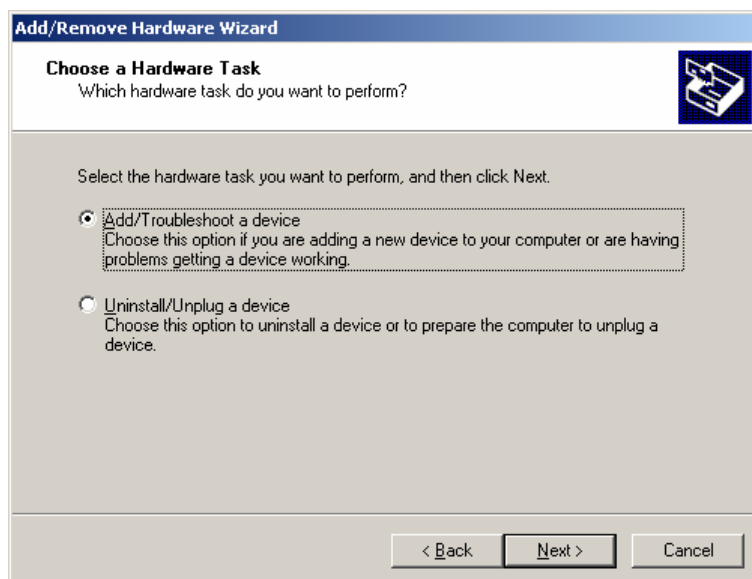 Add/Remove Hardware Wizard
Choose a Hardware Task
Which hardware task do you want to perform?
Select the hardware task you want to perform, and then click Next.
Add/Troubleshoot a device
Choose this option if you are adding a new device to your computer or are having
problems getting a device working.
Uninstall/Unplug a device
Choose this option to uninstall a device or to prepare the computer to unplug a
device.
< Back Next > Cancel